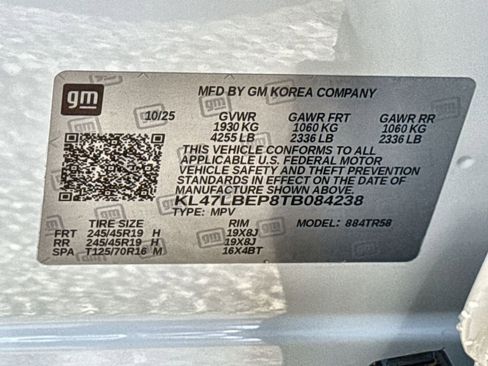 gm
MFD BY GM KOREA COMPANY
10/25 GVWR GAWR FRT GAWR RR
1930 KG 1060 KG 1060 KG
4255 LB 2336 LB 2336 LB
THIS VEHICLE CONFORMS TO ALL
APPLICABLE U.S. FEDERAL MOTOR
VEHICLE SAFETY STANDARDS IN
EFFECT ON THE DATE OF
MANUFACTURE SHOWN ABOVE.
KL47LBEP8TB084238
TYPE: MPV MODEL: 884TR58
TIRE SIZE RIM
FRT 245/45R19 H 19X8J
RR 245/45R19 H 19X8J
SPA T125/70R16 M 16X4BT